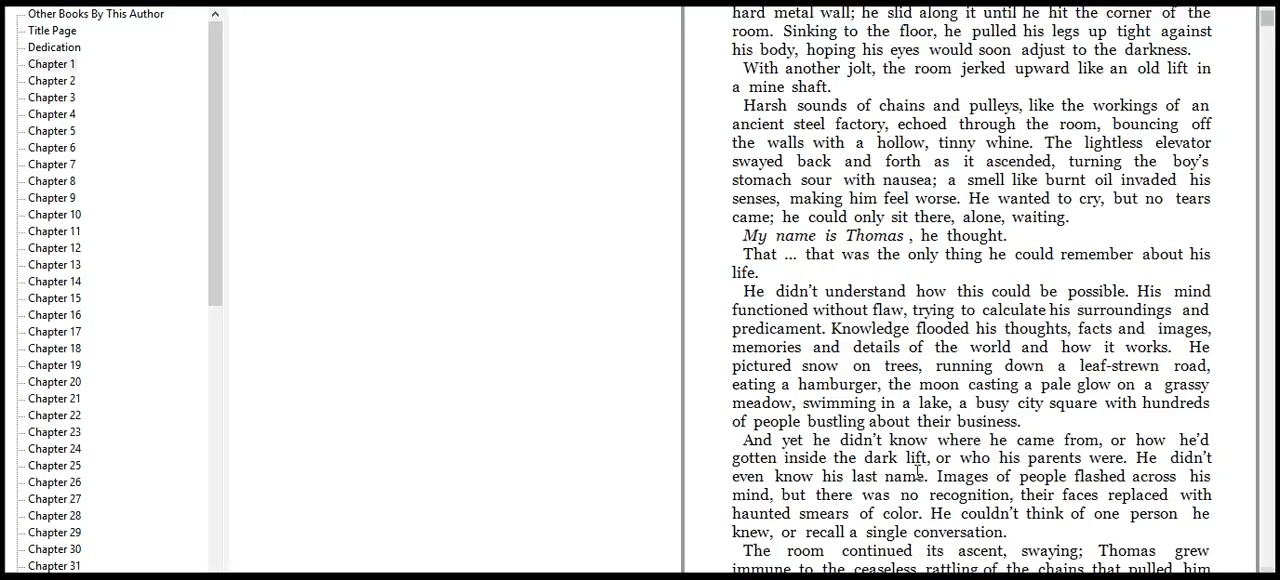 Other Books By This Author
Title Page
Dedication
Chapter 1
Chapter 2
Chapter 3
Chapter 4
Chapter 5
Chapter 6
Chapter 7
Chapter 8
Chapter 9
Chapter 10
Chapter 11
Chapter 12
Chapter 13
Chapter 14
Chapter 15
Chapter 16
Chapter 17
Chapter 18
Chapter 19
Chapter 20
Chapter 21
Chapter 22
Chapter 23
Chapter 24
Chapter 25
Chapter 26
Chapter 27
Chapter 28
Chapter 29
Chapter 30
Chapter 31
hard metal wall; he slid along it until he hit the corner of the
room. Sinking to the floor, he pulled his legs up tight against
his body, hoping his eyes would soon adjust to the darkness.
With another jolt, the room jerked upward like an old lift in
a mine shaft.
Harsh sounds of chains and pulleys, like the workings of an
ancient steel factory, echoed through the room, bouncing off
the walls with a hollow, tinny whine. The lightless elevator
swayed back and forth as it ascended, turning the boy’s
stomach sour with nausea; a smell like burnt oil invaded his
senses, making him feel worse. He wanted to cry, but no tears
came; he could only sit there, alone, waiting.
My name is Thomas , he thought.
That ... that was the only thing he could remember about his
life.
He didn’t understand how this could be possible. His mind
functioned without flaw, trying to calculate his surroundings and
predicament. Knowledge flooded his thoughts, facts and images,
memories and details of the world and how it works. He
pictured snow on trees, running down a leaf-strewn road,
eating a hamburger, the moon casting a pale glow on a grassy
meadow, swimming in a lake, a busy city square with hundreds
of people bustling about their business.
And yet he didn’t know where he came from, or how he’d
gotten inside the dark lift, or who his parents were. He didn’t
even know his last name. Images of people flashed across his
mind, but there was no recognition, their faces replaced with
haunted smears of color. He couldn’t think of one person he
knew, or recall a single conversation.
The room continued its ascent, swaying; Thomas grew
immune to the ceaseless rattling of the chains that pulled him